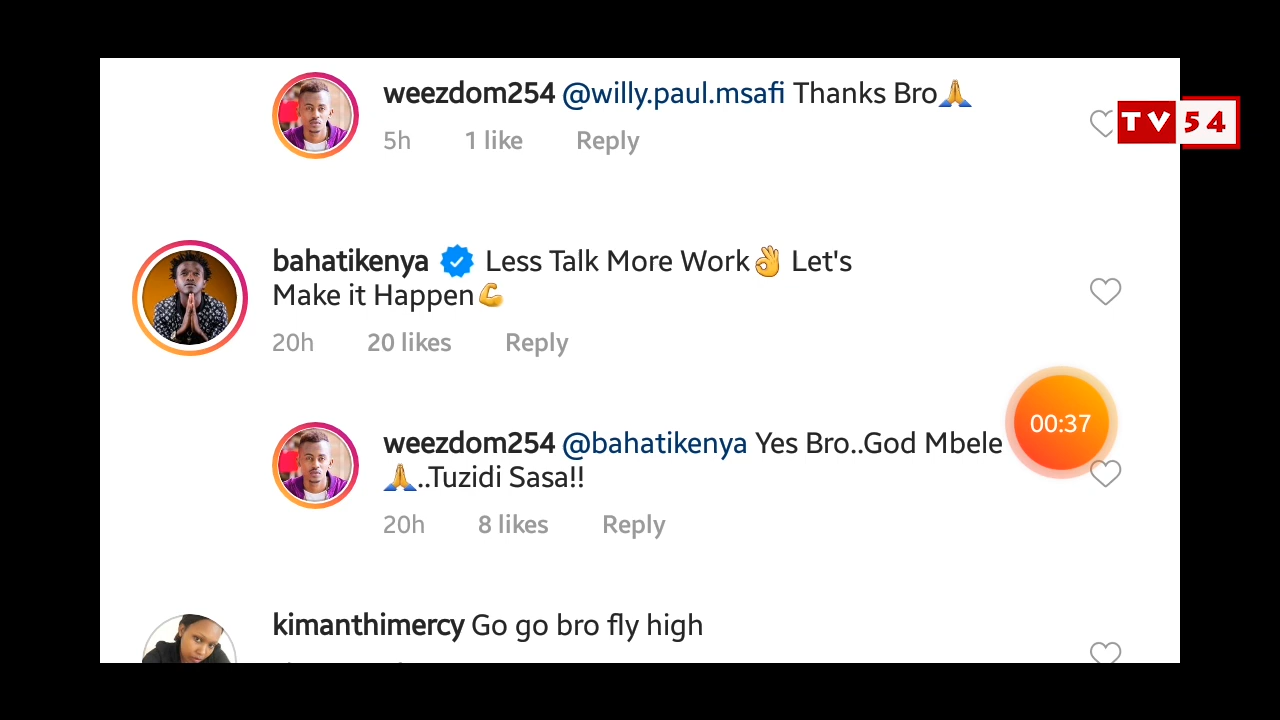 weezdom254 @willy.paul.msafi Thanks Bro🙏
5h 1 like Reply
TV54
bahatikenya Less Talk More Work👌 Let's
Make it Happen💪
20h 20 likes Reply
00:37
weezdom254 @bahatikenya Yes Bro..God Mbele
🙏..Tuzidi Sasa!!
20h 8 likes Reply
kimanthimercy Go go bro fly high